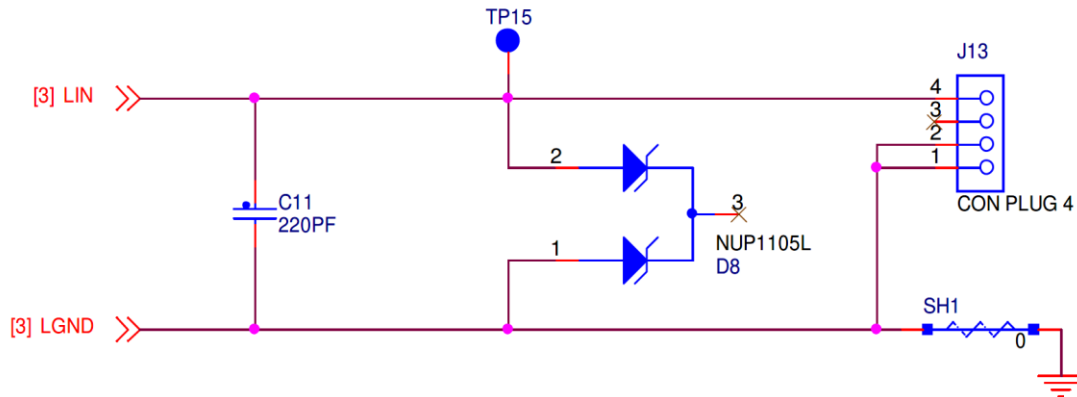 TP15
J13
[3] LIN
4
3
2
1
2
C11
220PF
CON PLUG 4
3
NUP1105L
1
D8
SH1
[3] LGND
0